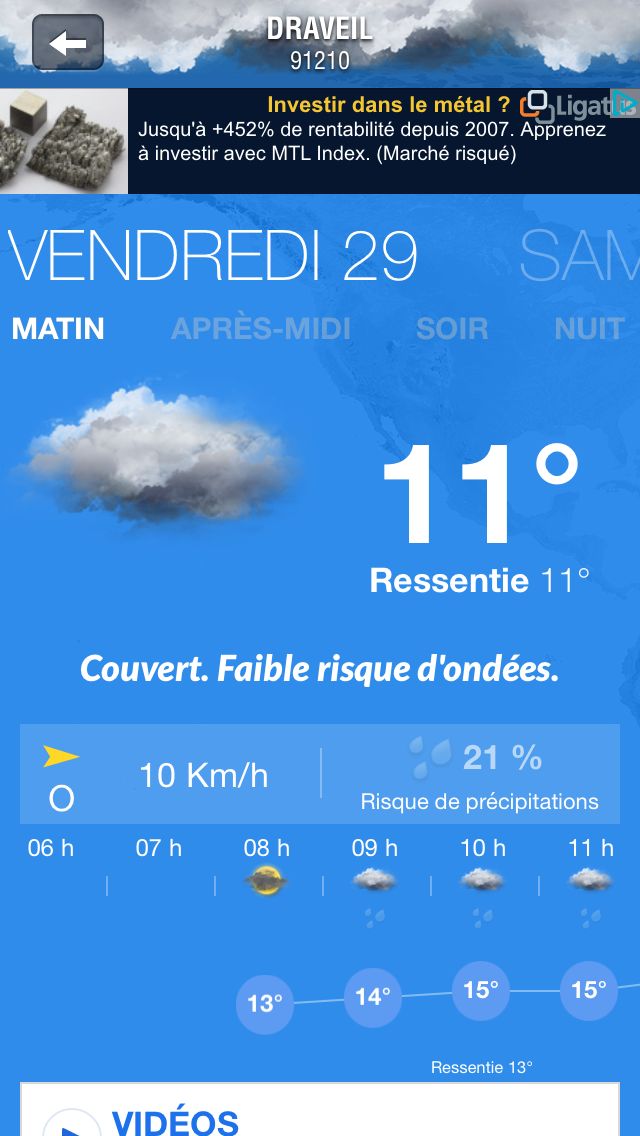 DRAVEIL
91210
Investir dans le métal ?
Jusqu'à +452% de rentabilité depuis 2007. Apprenez
à investir avec MTL Index. (Marché risqué)
VENDREDI 29 SAM
MATIN APRÈS-MIDI SOIR NUIT
11°
Ressentie 11°
Couvert. Faible risque d'ondées.
O 10 Km/h 21 %
Risque de précipitations
06 h 07 h 08 h 09 h 10 h 11 h
13° 14° 15° 15°
Ressentie 13°
VIDÉOS